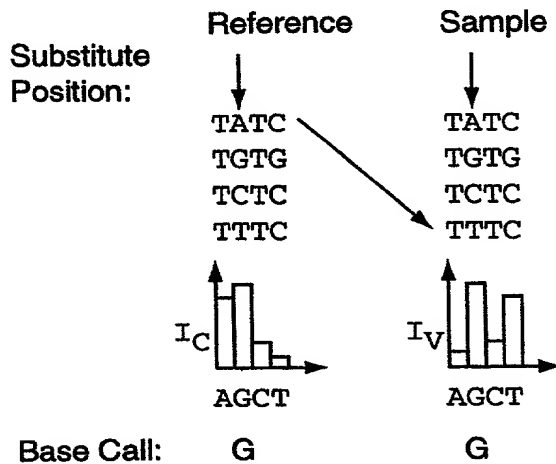 Reference Sample
Substitute
Position:
TATC TATC
TGTG TGTG
TCTC TCTC
TTTC TTTC
IC IV
AGCT AGCT
Base Call: G G